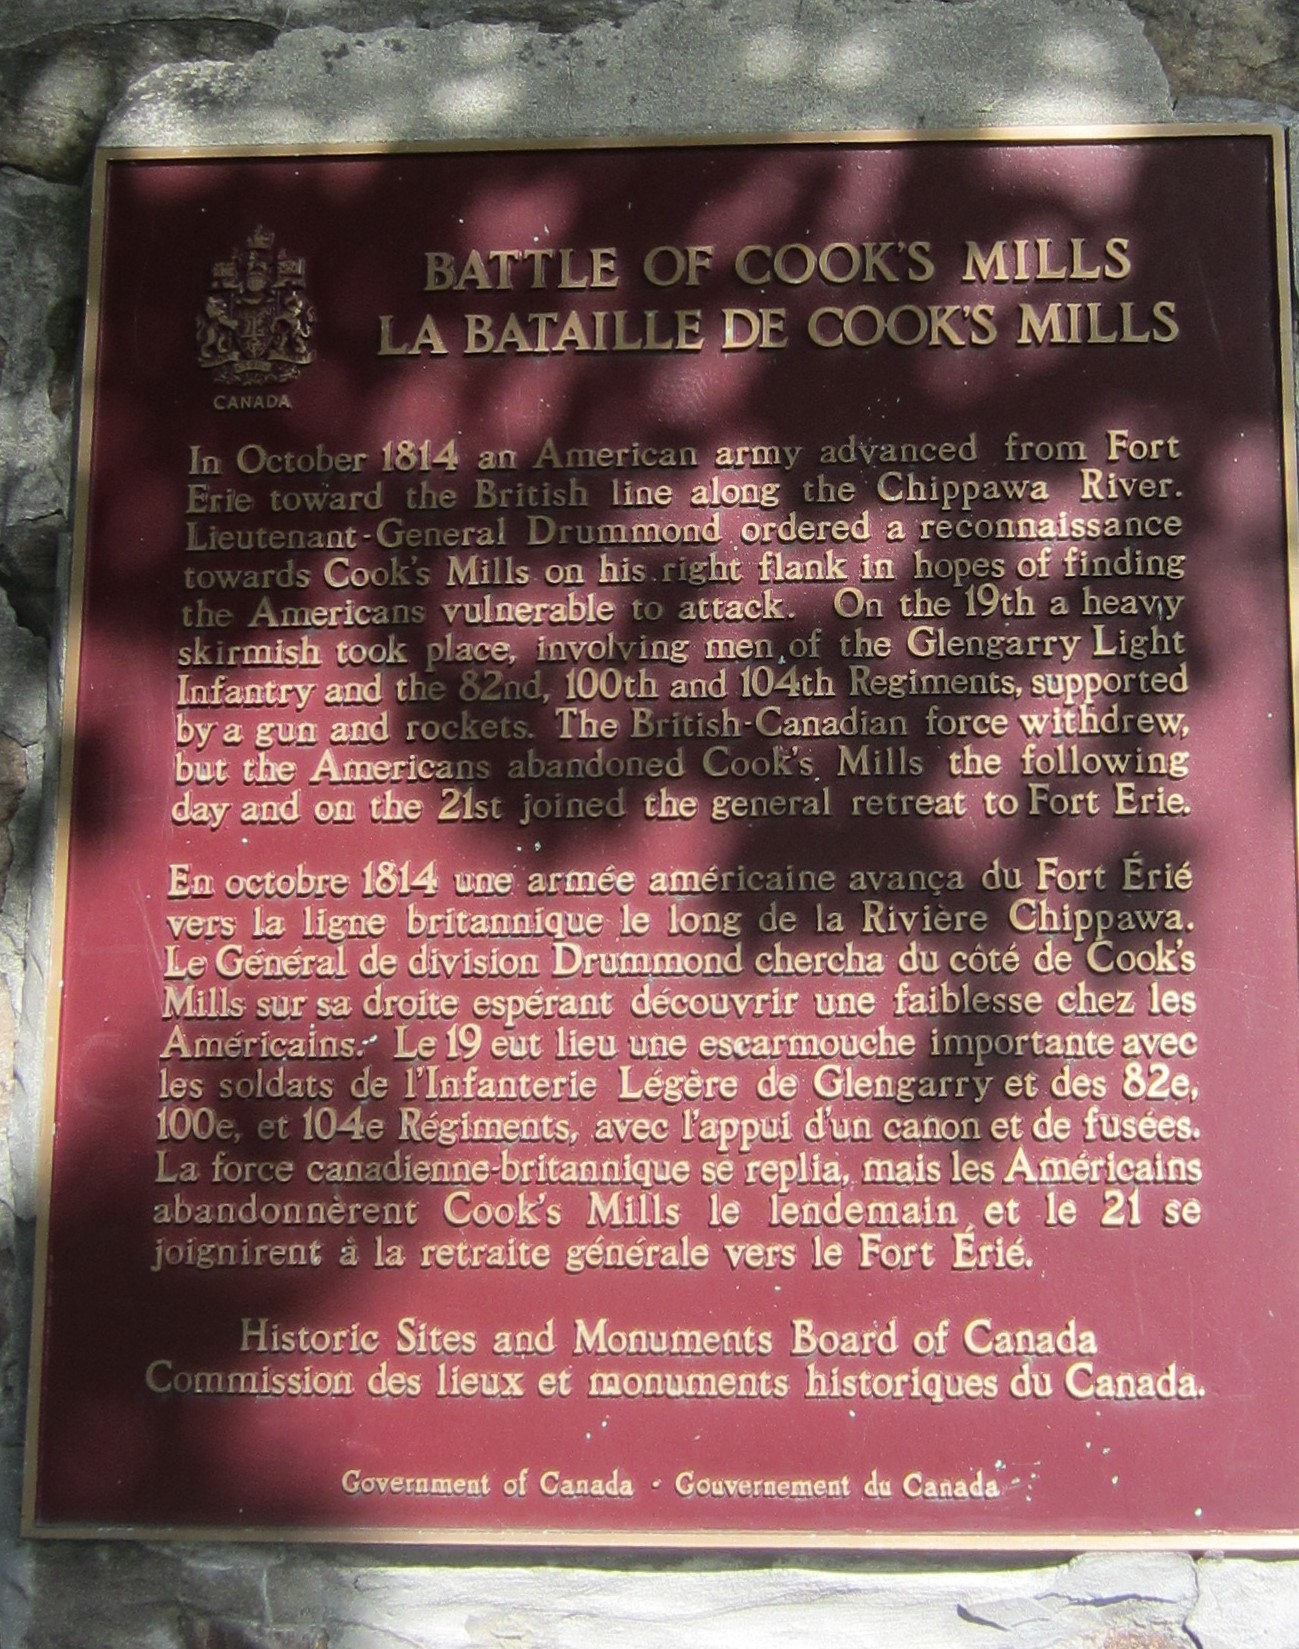 BATTLE OF COOK'S MILLS
LA BATAILLE DE COOK'S MILLS
CANADA
In October 1814 an American army advanced from Fort
Erie toward the British line along the Chippawa River.
Lieutenant-General Drummond ordered a reconnaissance
towards Cook's Mills on his right flank in hopes of finding
the Americans vulnerable to attack. On the 19th a heavy
skirmish took place, involving men of the Glengarry Light
Infantry and the 82nd, 100th and 104th Regiments, supported
by a gun and rockets. The British-Canadian force withdrew,
but the Americans abandoned Cook's Mills the following
day and on the 21st joined the general retreat to Fort Erie.
En octobre 1814 une armée américaine avança du Fort Érié
vers la ligne britannique le long de la Rivière Chippawa.
Le Général de division Drummond chercha du côté de Cook's
Mills sur sa droite espérant découvrir une faiblesse chez les
Américains. Le 19 eut lieu une escarmouche importante avec
les soldats de l'Infanterie Légère de Glengarry et des 82e,
100e, et 104e Régiments, avec l'appui d'un canon et de fusées.
La force canadienne-britannique se replia, mais les Américains
abandonnèrent Cook's Mills le lendemain et le 21 se
joignirent à la retraite générale vers le Fort Érié.
Historic Sites and Monuments Board of Canada
Commission des lieux et monuments historiques du Canada.
Government of Canada · Gouvernement du Canada